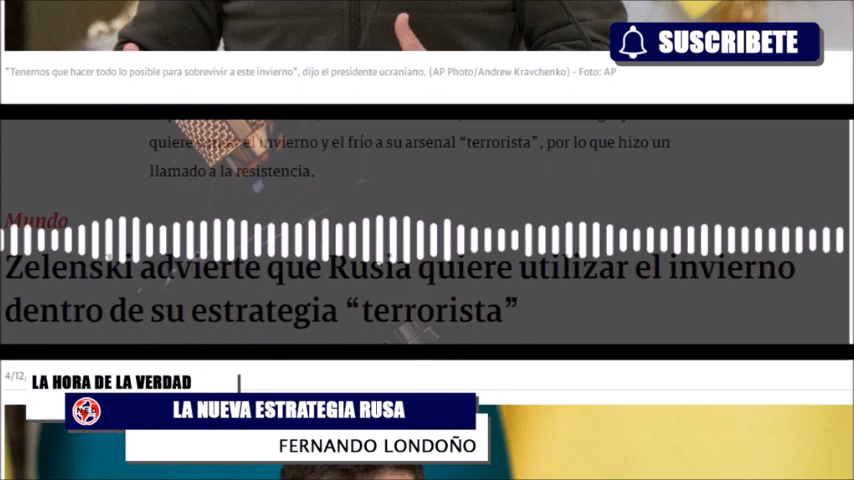 SUSCRIBETE
"Tenemos que hacer todo lo posible para sobrevivir a este invierno", dijo el presidente ucraniano. (AP Photo/Andrew Kravchenko) - Foto: AP
quiere el invierno y el frío a su arsenal "terrorista", por lo que hizo un
llamado a la resistencia.
Mundo
Zelenski advierte que Rusia quiere utilizar el invierno
dentro de su estrategia "terrorista"
4/12
LA HORA DE LA VERDAD
LA NUEVA ESTRATEGIA RUSA
FERNANDO LONDOÑO